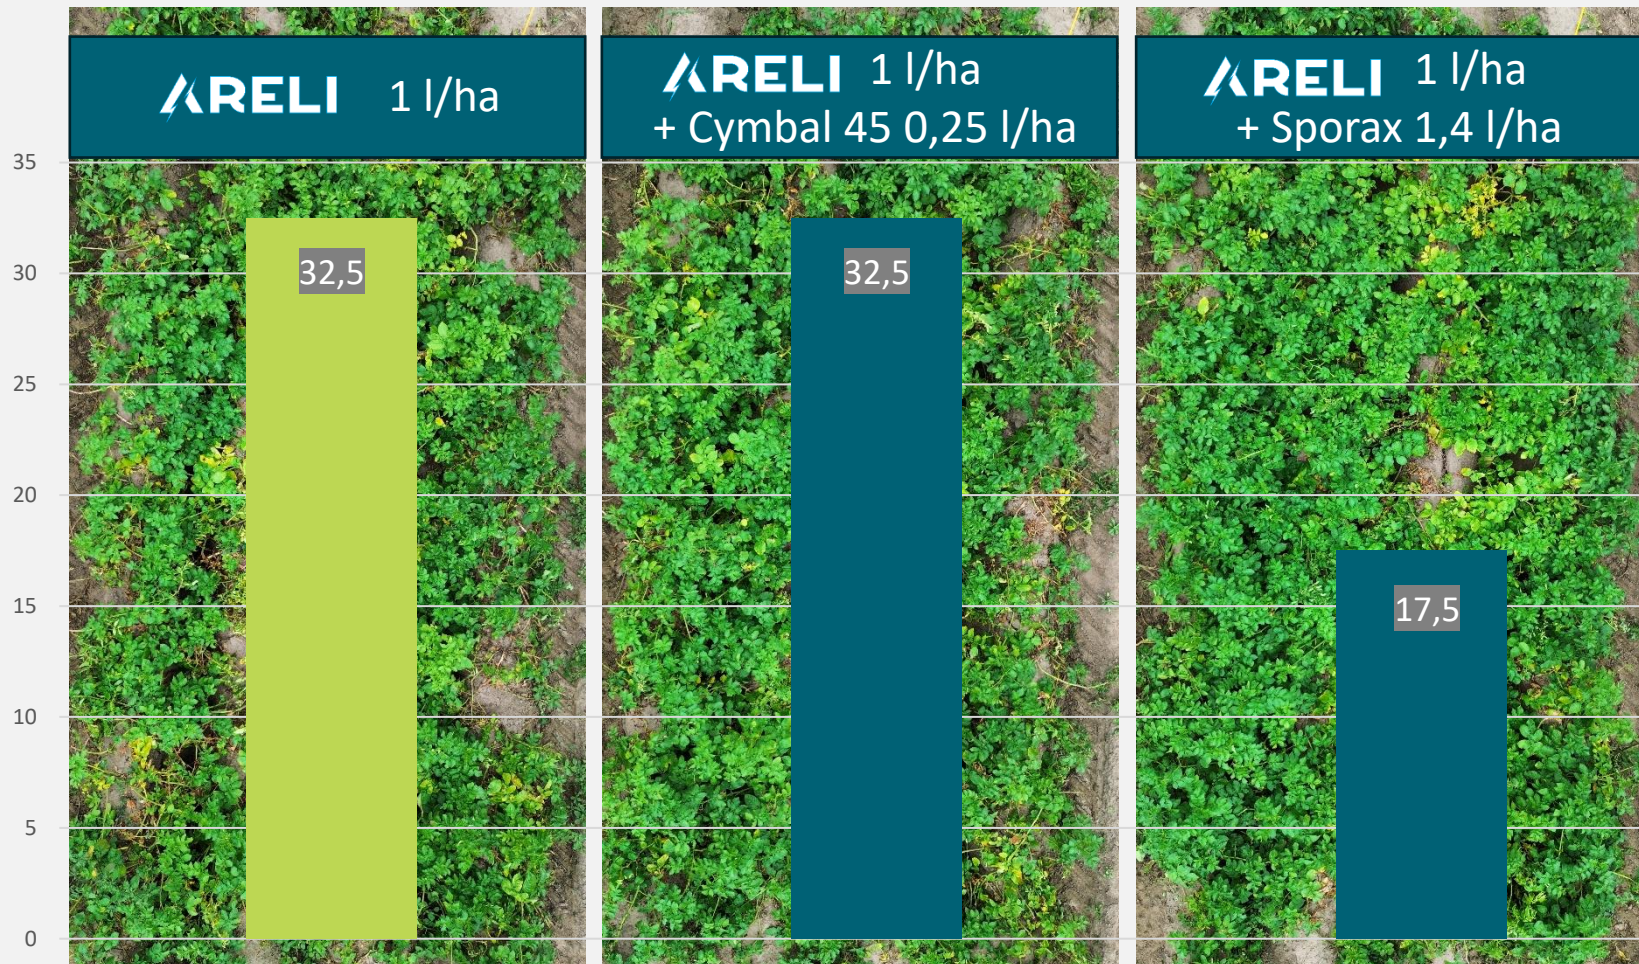 ARELI 1 l/ha
ARELI 1 l/ha
+ Cymbal 45 0,25 l/ha
ARELI 1 l/ha
+ Sporax 1,4 l/ha
35
30
25
20
15
10
5
0
32,5
32,5
17,5